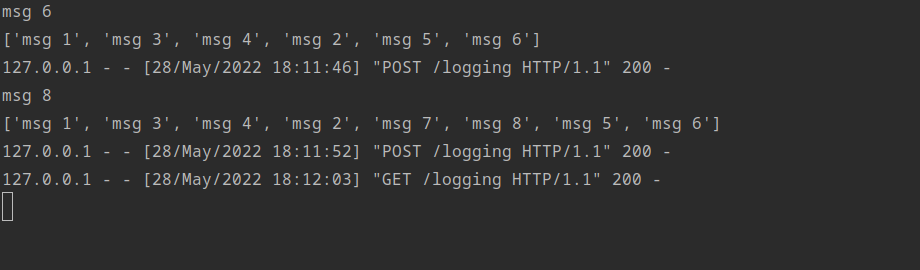 msg 6
['msg 1', 'msg 3', 'msg 4', 'msg 2', 'msg 5', 'msg 6']
127.0.0.1 - - [28/May/2022 18:11:46] "POST /logging HTTP/1.1" 200 -
msg 8
['msg 1', 'msg 3', 'msg 4', 'msg 2', 'msg 7', 'msg 8', 'msg 5', 'msg 6']
127.0.0.1 - - [28/May/2022 18:11:52] "POST /logging HTTP/1.1" 200 -
127.0.0.1 - - [28/May/2022 18:12:03] "GET /logging HTTP/1.1" 200 -